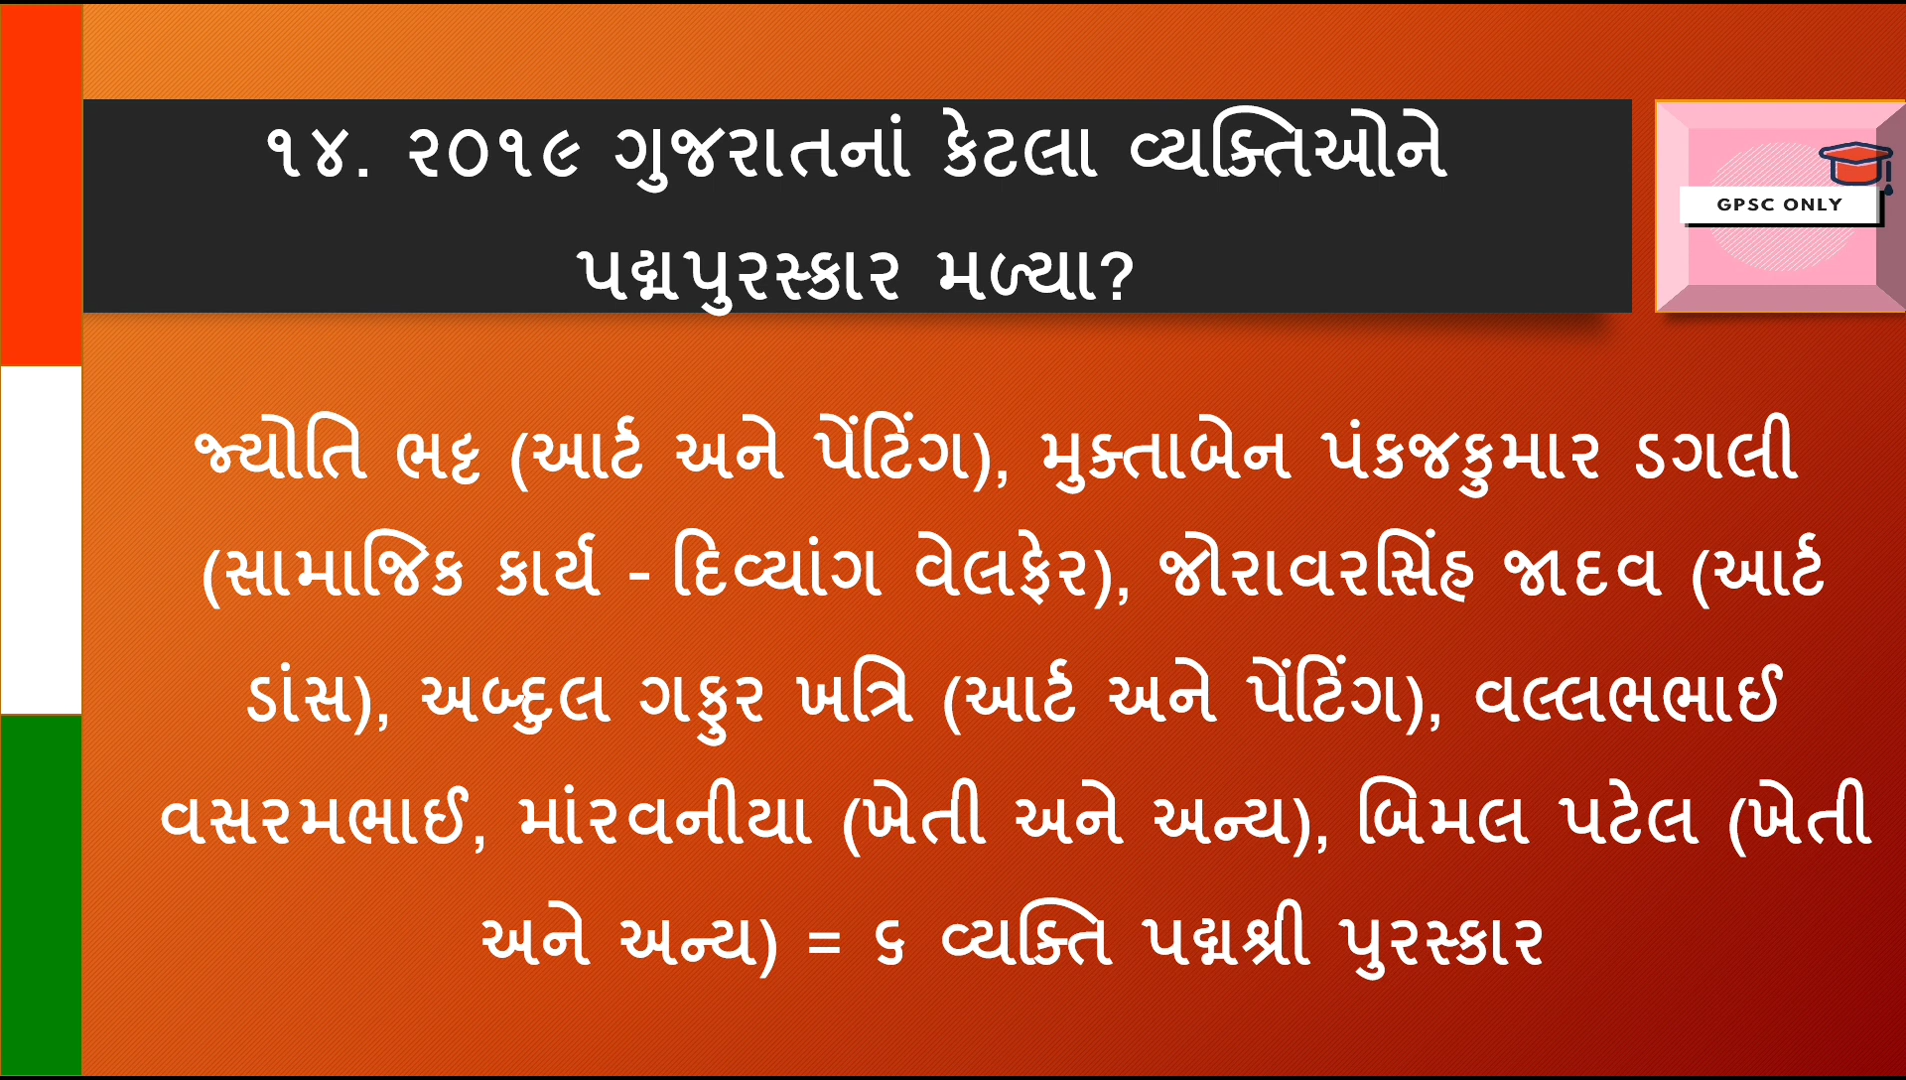 ૧૪. ૨૦૧૯ ગુજરાતનાં કેટલા વ્યક્તિઓને
પદ્મપુરસ્કાર મળ્યા?
GPSC ONLY
જ્યોતિ ભટ્ટ (આર્ટ અને પેંટિંગ), મુક્તાબેન પંકજકુમાર ડગલી
(સામાજિક કાર્ય - દિવ્યાંગ વેલફેર), જોરાવરસિંહ જાદવ (આર્ટ
ડાંસ), અબ્દુલ ગફુર ખત્રિ (આર્ટ અને પેંટિંગ), વલ્લભભાઈ
વસરમભાઈ, માંરવનીયા (ખેતી અને અન્ય), બિમલ પટેલ (ખેતી
અને અન્ય) = ૬ વ્યક્તિ પદ્મશ્રી પુરસ્કાર